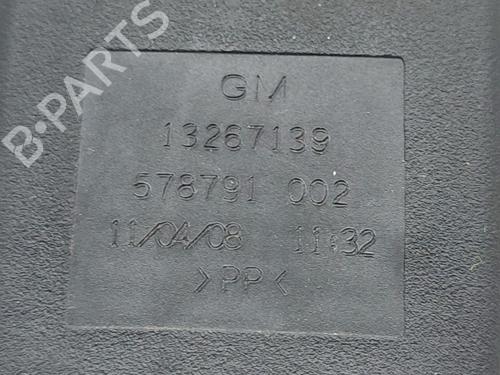 B-PARTS
GM
13267139
578791 002
11/04/08 11:32
>PP<